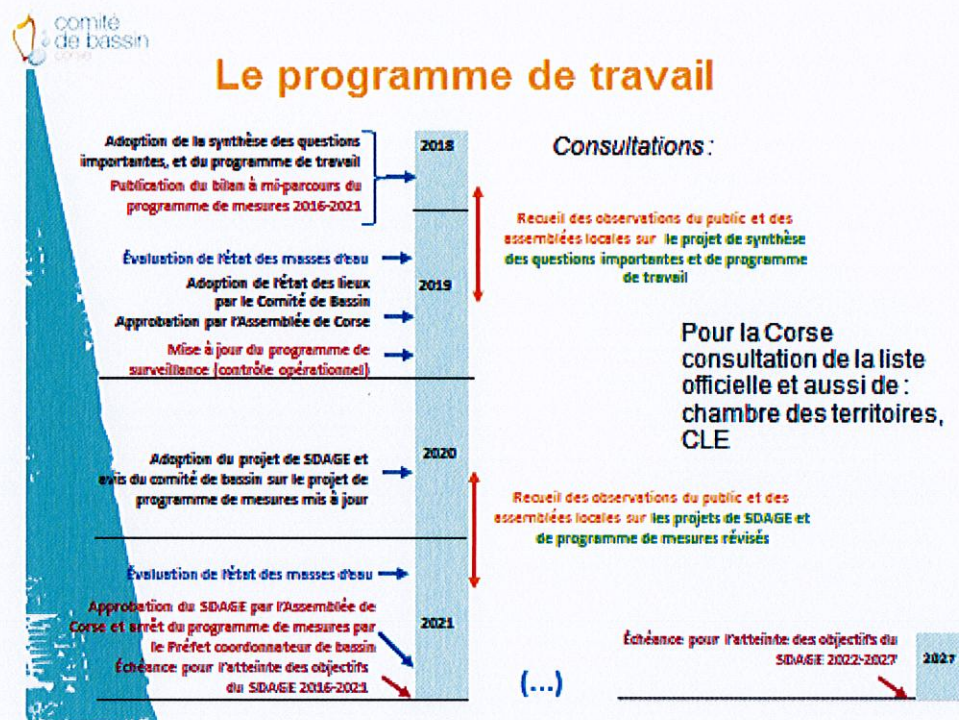 comité
de bassin
corse
Le programme de travail
Adoption de la synthèse des questions
importantes, et du programme de travail
Publication du bilan à mi-parcours du
programme de mesures 2016-2021
2018
Consultations :
Recueil des observations du public et des
assemblées locales sur le projet de synthèse
des questions importantes et de programme
de travail
Évaluation de l'état des masses d'eau
Adoption de l'état des lieux
par le Comité de Bassin
Approbation par l'Assemblée de Corse
2019
Mise à jour du programme de
surveillance (contrôle opérationnel)
Pour la Corse
consultation de la liste
officielle et aussi de :
chambre des territoires,
CLE
Adoption du projet de SDAGE et
avis du comité de bassin sur le projet de
programme de mesures mis à jour
2020
Recueil des observations du public et des
assemblées locales sur les projets de SDAGE et
de programme de mesures révisés
Évaluation de l'état des masses d'eau
Approbation du SDAGE par l'Assemblée de
Corse et arrêt du programme de mesures par
le Préfet coordonnateur de bassin
2021
Échéance pour l'atteinte des objectifs
du SDAGE 2016-2021
(...)
Échéance pour l'atteinte des objectifs du
SDAGE 2022-2027
2027